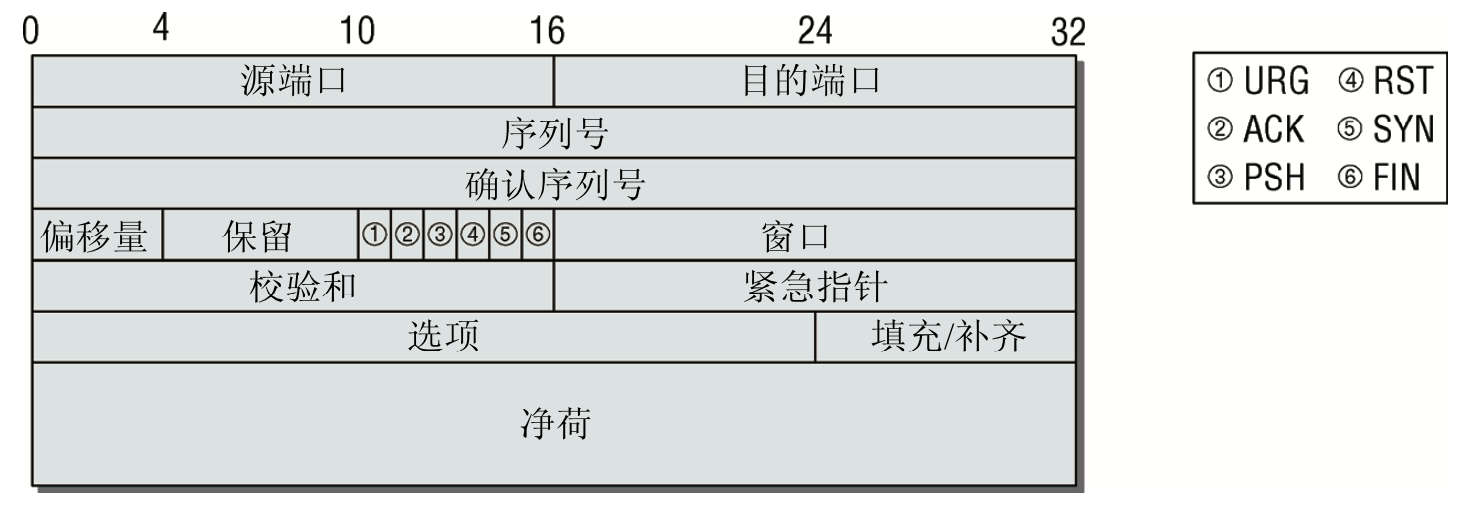 0 4 10 16 24 32
源端口 目的端口
序列号
确认序列号
偏移量 保留 ① ② ③ ④ ⑤ ⑥ 窗口
校验和 紧急指针
选项 填充/补齐
净荷
① URG ④ RST
② ACK ⑤ SYN
③ PSH ⑥ FIN